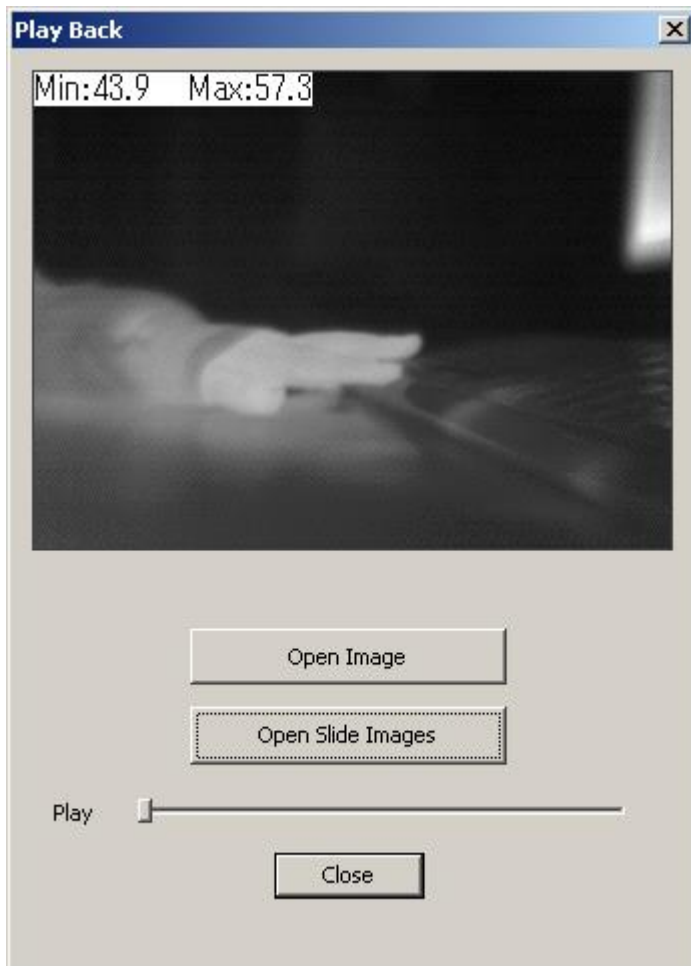 Play Back
Min:43.9 Max:57.3
Open Image
Open Slide Images
Play
Close